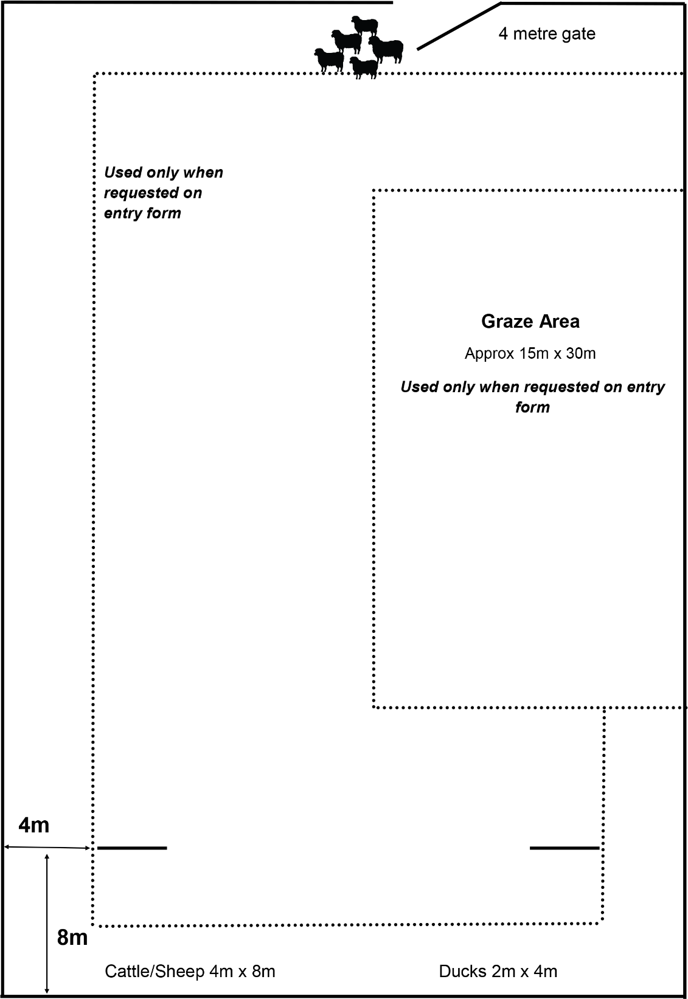 4 metre gate
Used only when
requested on
entry form
Graze Area
Approx 15m x 30m
Used only when requested on entry
form
4m
8m
Cattle/Sheep 4m x 8m
Ducks 2m x 4m